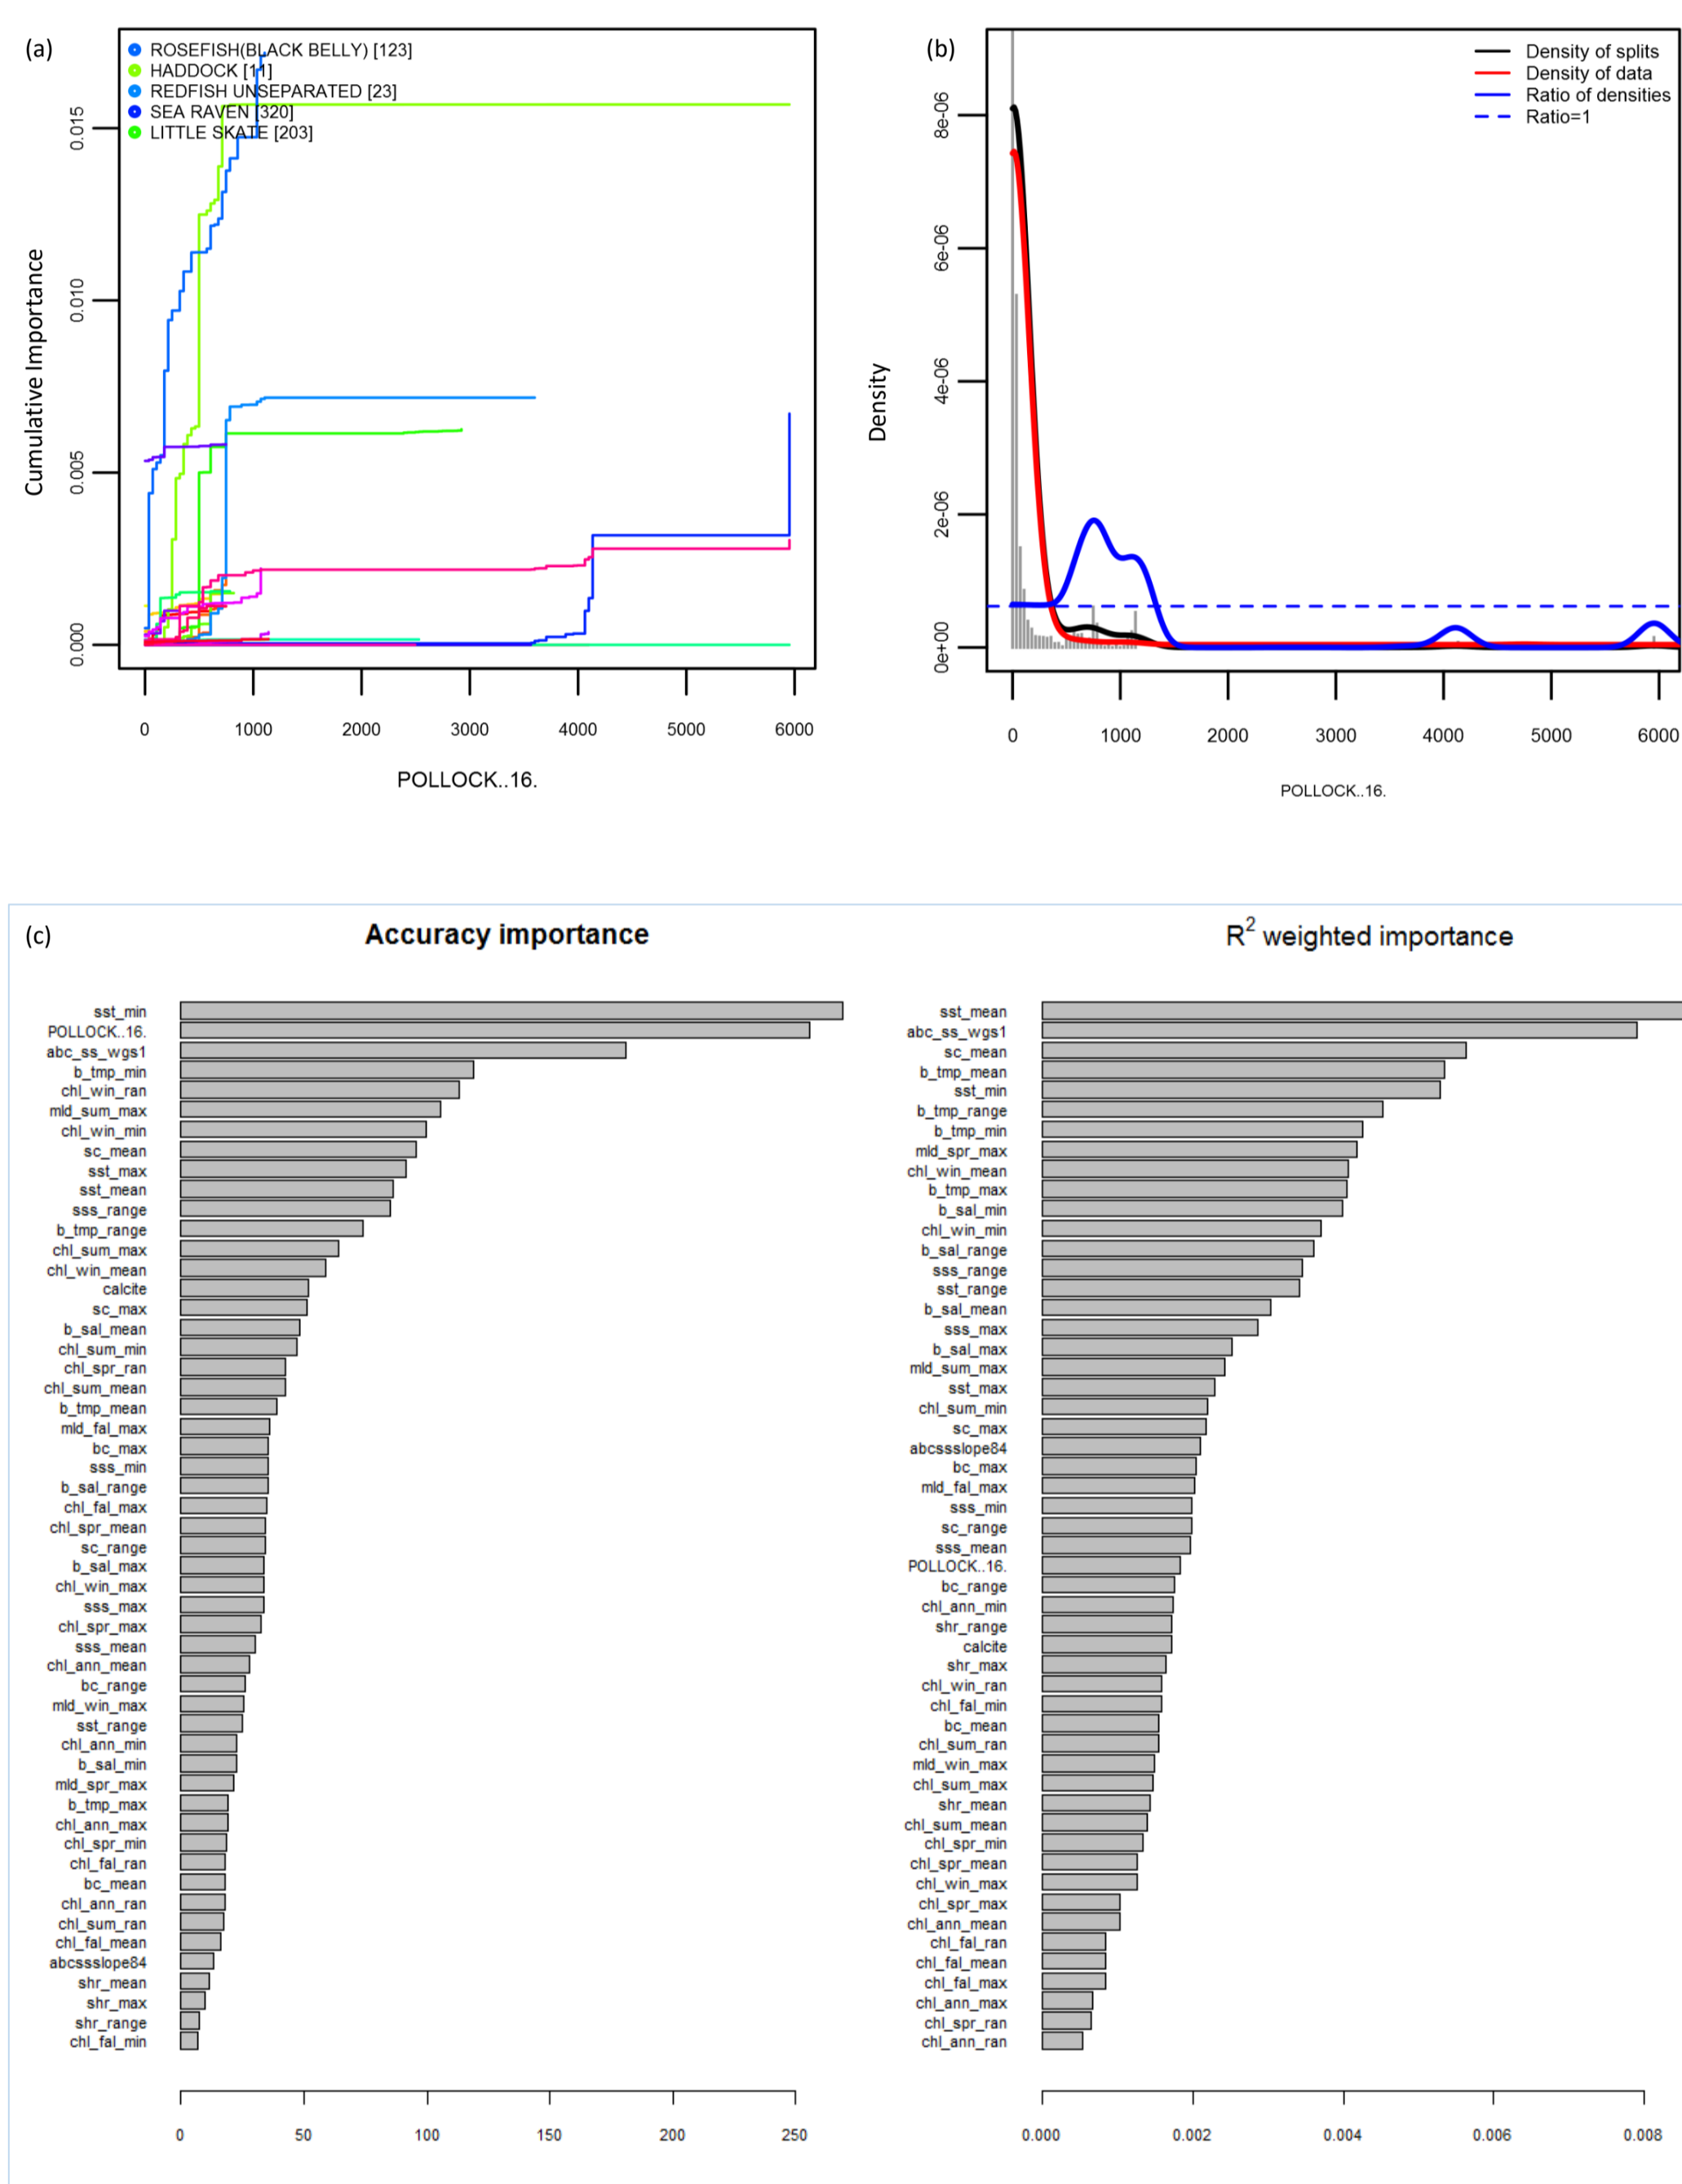 (a)
ROSEFISH(BLACK BELLY) [123]
HADDOCK [11]
REDFISH UNSEPARATED [23]
SEA RAVEN [320]
LITTLE SKATE [203]
Cumulative Importance
0.015
0.010
0.005
0.000
0 1000 2000 3000 4000 5000 6000
POLLOCK..16.
(b)
Density of splits
Density of data
Ratio of densities
Ratio=1
Density
8e-06
6e-06
4e-06
2e-06
0e+00
0 1000 2000 3000 4000 5000 6000
POLLOCK..16.
(c)
Accuracy importance
sst_min
POLLOCK..16.
abc_ss_wgs1
b_tmp_min
chl_win_ran
mld_sum_max
chl_win_min
sc_mean
sst_max
sst_mean
sss_range
b_tmp_range
chl_sum_max
chl_win_mean
calcite
sc_max
b_sal_mean
chl_sum_min
chl_spr_ran
chl_sum_mean
b_tmp_mean
mld_fal_max
bc_max
sss_min
b_sal_range
chl_fal_max
chl_spr_mean
sc_range
b_sal_max
chl_win_max
sss_max
chl_spr_max
sss_mean
chl_ann_mean
bc_range
mld_win_max
sst_range
chl_ann_min
b_sal_min
mld_spr_max
b_tmp_max
chl_ann_max
chl_spr_min
chl_fal_ran
bc_mean
chl_ann_ran
chl_sum_ran
chl_fal_mean
abcssslope84
shr_mean
shr_max
shr_range
chl_fal_min
0 50 100 150 200 250
R² weighted importance
sst_mean
abc_ss_wgs1
sc_mean
b_tmp_mean
sst_min
b_tmp_range
b_tmp_min
mld_spr_max
chl_win_mean
b_tmp_max
b_sal_min
chl_win_min
b_sal_range
sss_range
sst_range
b_sal_mean
sss_max
b_sal_max
mld_sum_max
sst_max
chl_sum_min
sc_max
abcssslope84
bc_max
mld_fal_max
sss_min
sc_range
sss_mean
POLLOCK..16.
bc_range
chl_ann_min
shr_range
calcite
shr_max
chl_win_ran
chl_fal_min
bc_mean
chl_sum_ran
mld_win_max
chl_sum_max
shr_mean
chl_sum_mean
chl_spr_min
chl_spr_mean
chl_win_max
chl_spr_max
chl_ann_mean
chl_fal_ran
chl_fal_mean
chl_fal_max
chl_ann_max
chl_spr_ran
chl_ann_ran
0.000 0.002 0.004 0.006 0.008